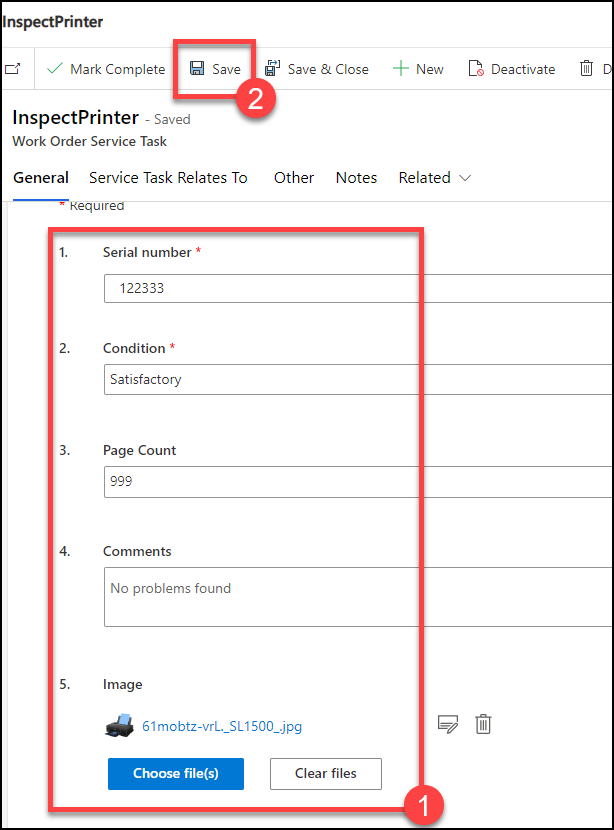 InspectPrinter
Mark Complete Save Save & Close New Deactivate D
2
InspectPrinter - Saved
Work Order Service Task
General Service Task Relates To Other Notes Related
* Required
1. Serial number *
122333
2. Condition *
Satisfactory
3. Page Count
999
4. Comments
No problems found
5. Image
61mobtz-vrL._SL1500_.jpg
Choose file(s) Clear files
1